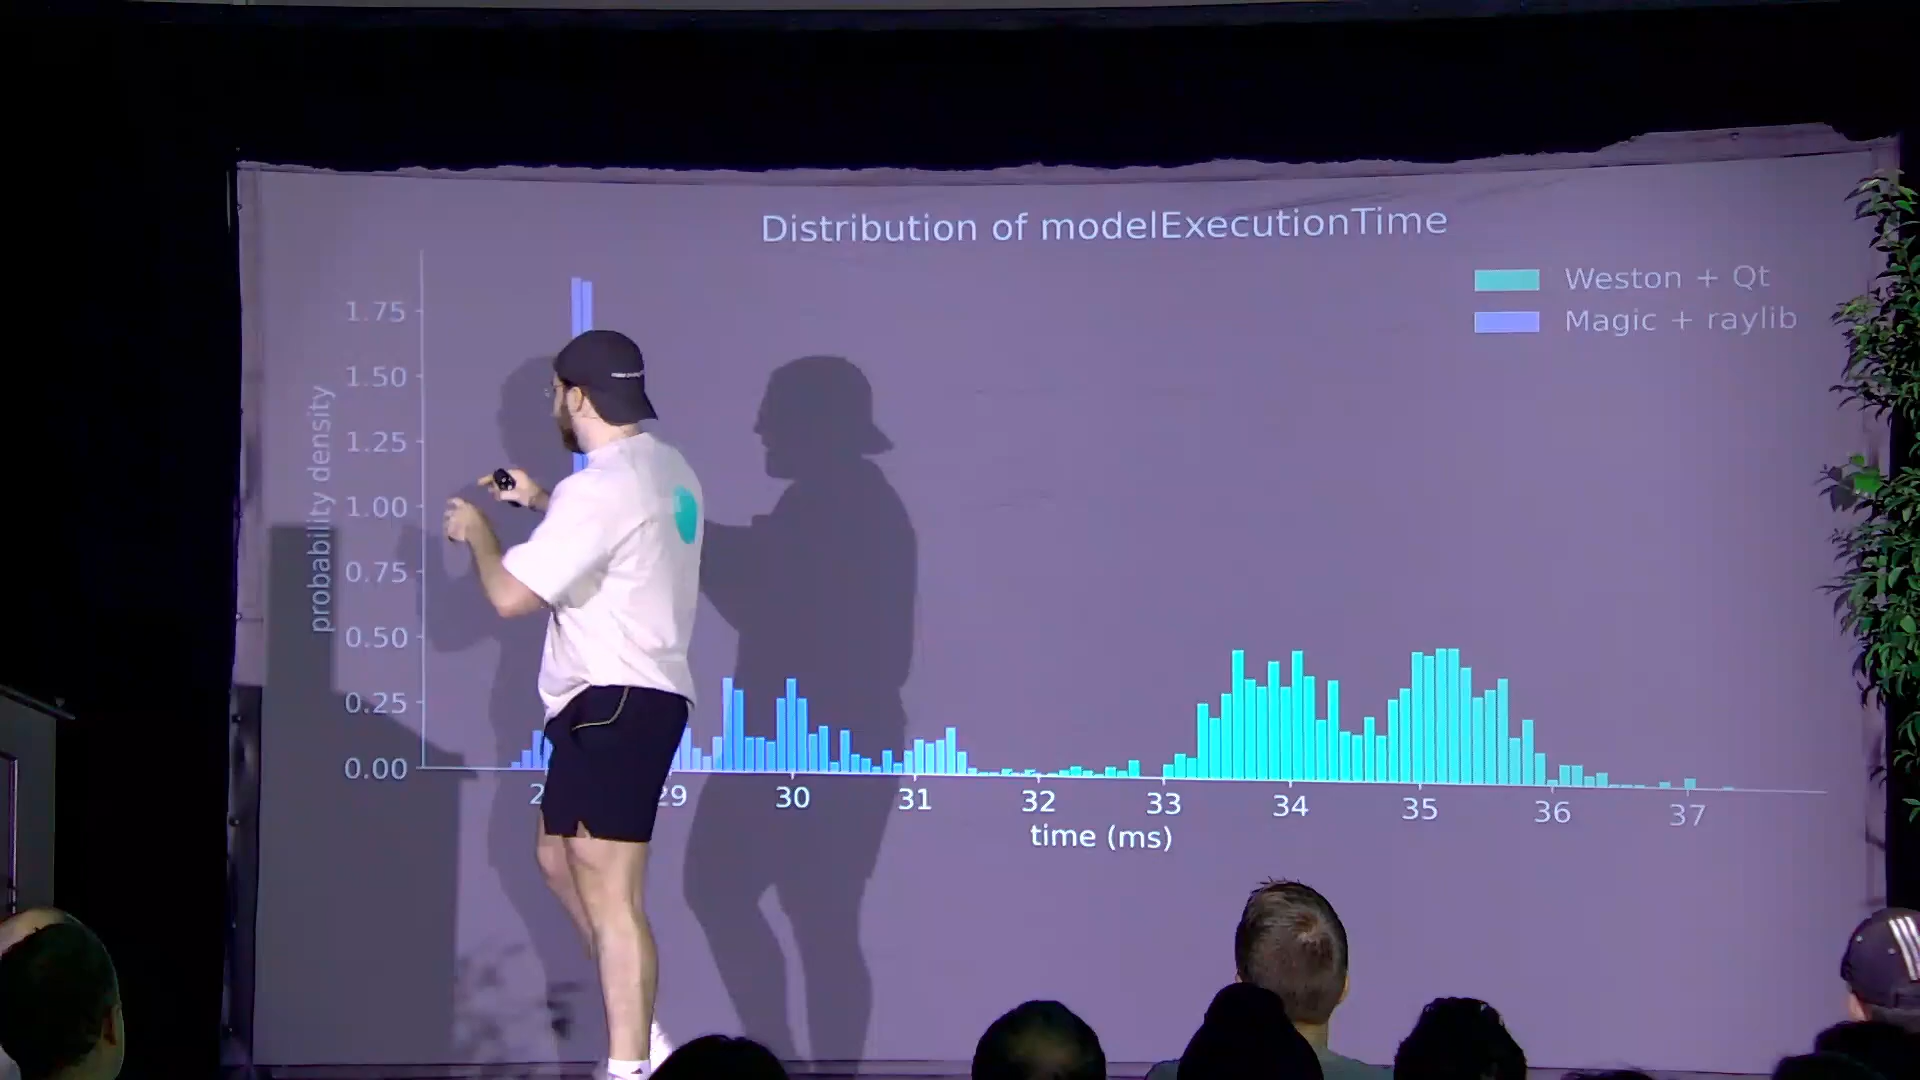 Distribution of modelExecutionTime
Weston + Qt
Magic + raylib
probability density
1.75
1.50
1.25
1.00
0.75
0.50
0.25
0.00
29 30 31 32 33 34 35 36 37
time (ms)